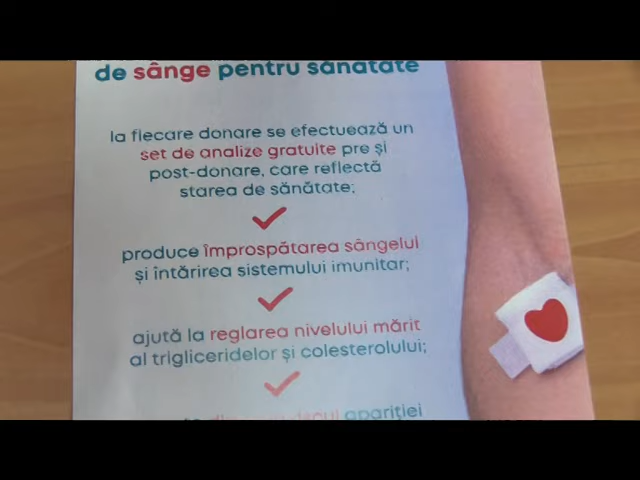 de sânge pentru sănătate
la fiecare donare se efectuează un
set de analize gratuite pre și
post-donare, care reflectă
starea de sănătate;
produce împrospătarea sângelui
și întărirea sistemului imunitar;
ajută la reglarea nivelului mărit
al trigliceridelor și colesterolului;
apariției